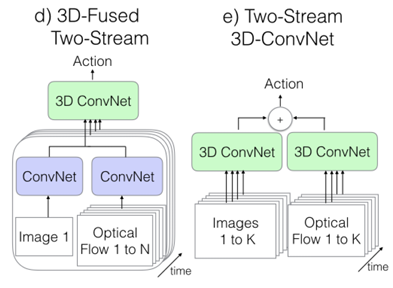 d) 3D-Fused
Two-Stream
Action
3D ConvNet
ConvNet
ConvNet
Image 1
Optical
Flow 1 to N
time
e) Two-Stream
3D-ConvNet
Action
+
3D ConvNet
3D ConvNet
Images
1 to K
Optical
Flow 1 to K
time